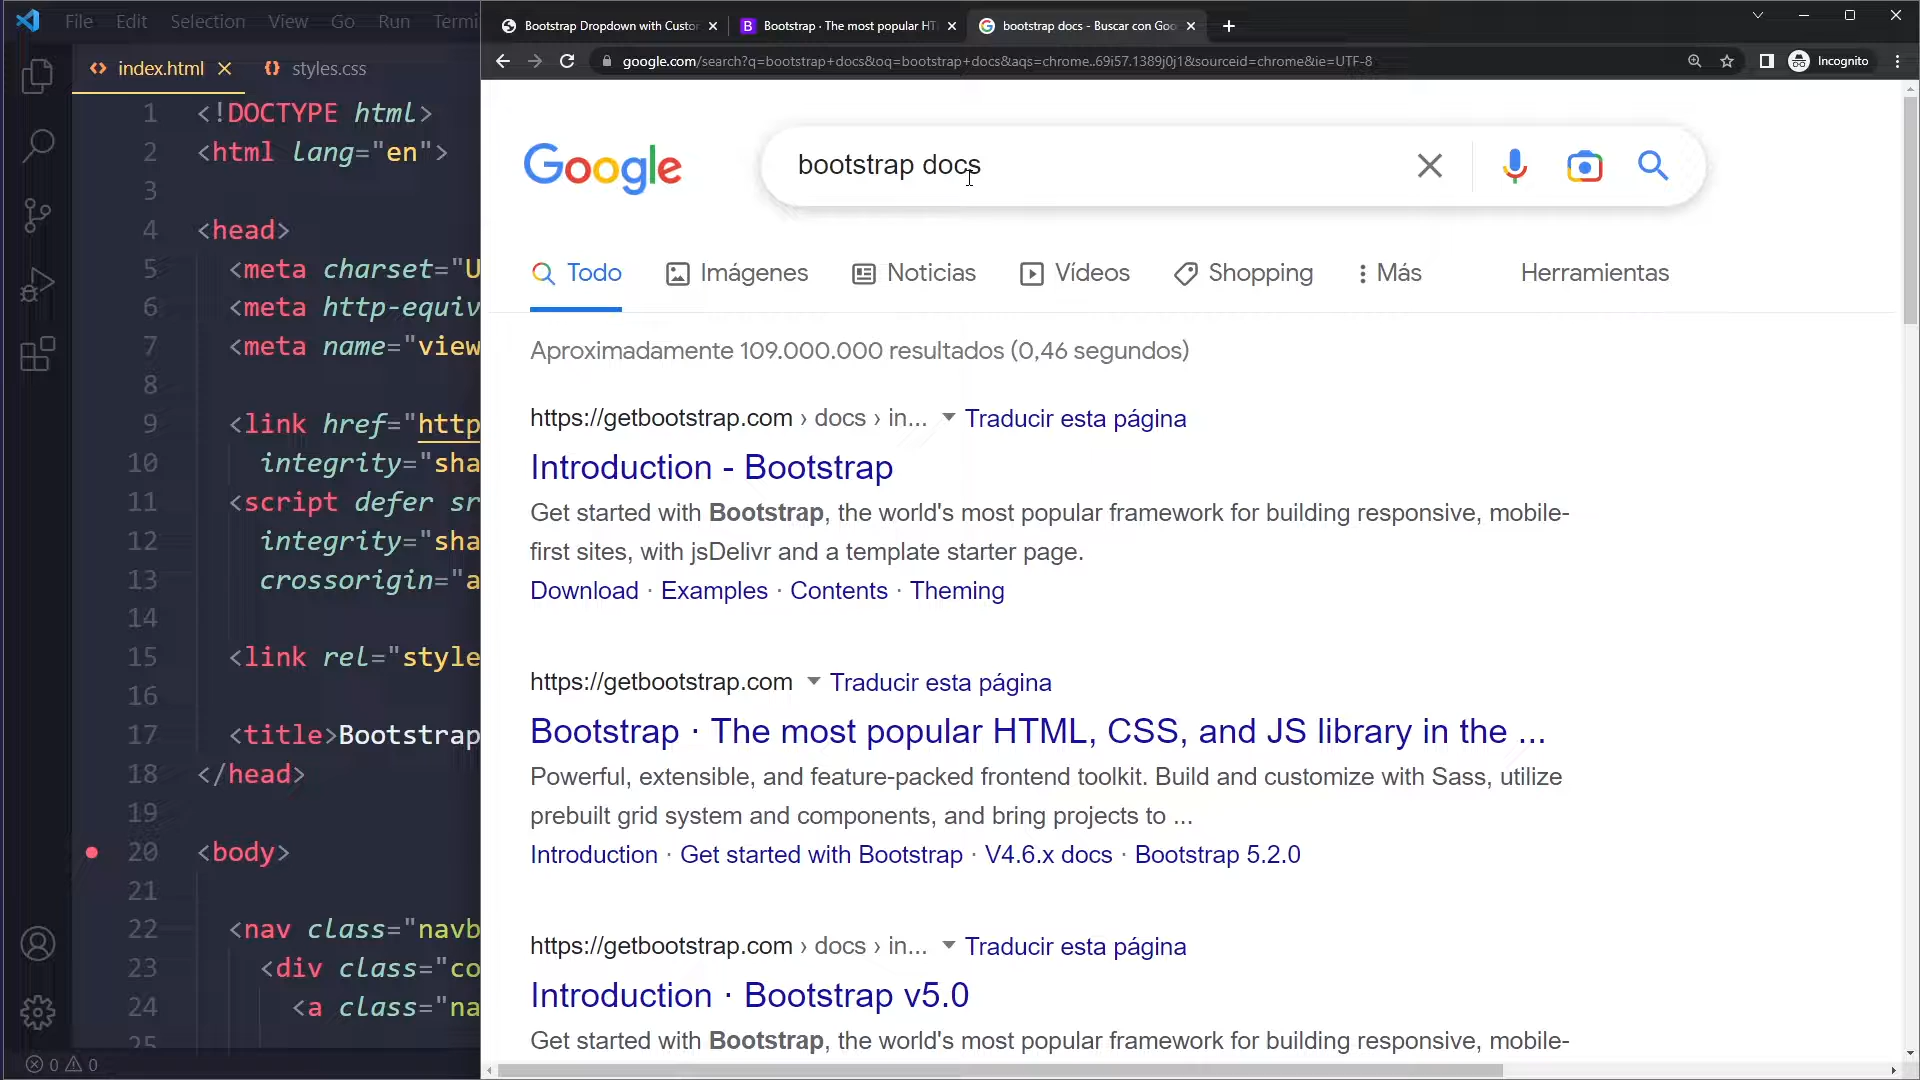 File Edit Selection View Go Run Termi
index.html
styles.css
1 <!DOCTYPE html>
2 <html lang="en">
3
4 <head>
5 <meta charset="U
6 <meta http-equiv
7 <meta name="view
8
9 <link href="http
10 integrity="sha
11 <script defer sr
12 integrity="sha
13 crossorigin="a
14
15 <link rel="style
16
17 <title>Bootstrap
18 </head>
19
20 <body>
21
22 <nav class="navb
23 <div class="co
24 <a class="na
25
0 0
Bootstrap Dropdown with Custor
B Bootstrap · The most popular HT
bootstrap docs - Buscar con Goo
google.com/search?q=bootstrap+docs&oq=bootstrap+docs&aqs=chrome..69i57.1389j0j1&sourceid=chrome&ie=UTF-8
Incognito
Google
bootstrap docs
Todo Imágenes Noticias Vídeos Shopping Más Herramientas
Aproximadamente 109.000.000 resultados (0,46 segundos)
https://getbootstrap.com › docs › in... Traducir esta página
Introduction - Bootstrap
Get started with Bootstrap, the world's most popular framework for building responsive, mobile-
first sites, with jsDelivr and a template starter page.
Download · Examples · Contents · Theming
https://getbootstrap.com Traducir esta página
Bootstrap · The most popular HTML, CSS, and JS library in the ...
Powerful, extensible, and feature-packed frontend toolkit. Build and customize with Sass, utilize
prebuilt grid system and components, and bring projects to ...
Introduction · Get started with Bootstrap · V4.6.x docs · Bootstrap 5.2.0
https://getbootstrap.com › docs › in... Traducir esta página
Introduction · Bootstrap v5.0
Get started with Bootstrap, the world's most popular framework for building responsive, mobile-